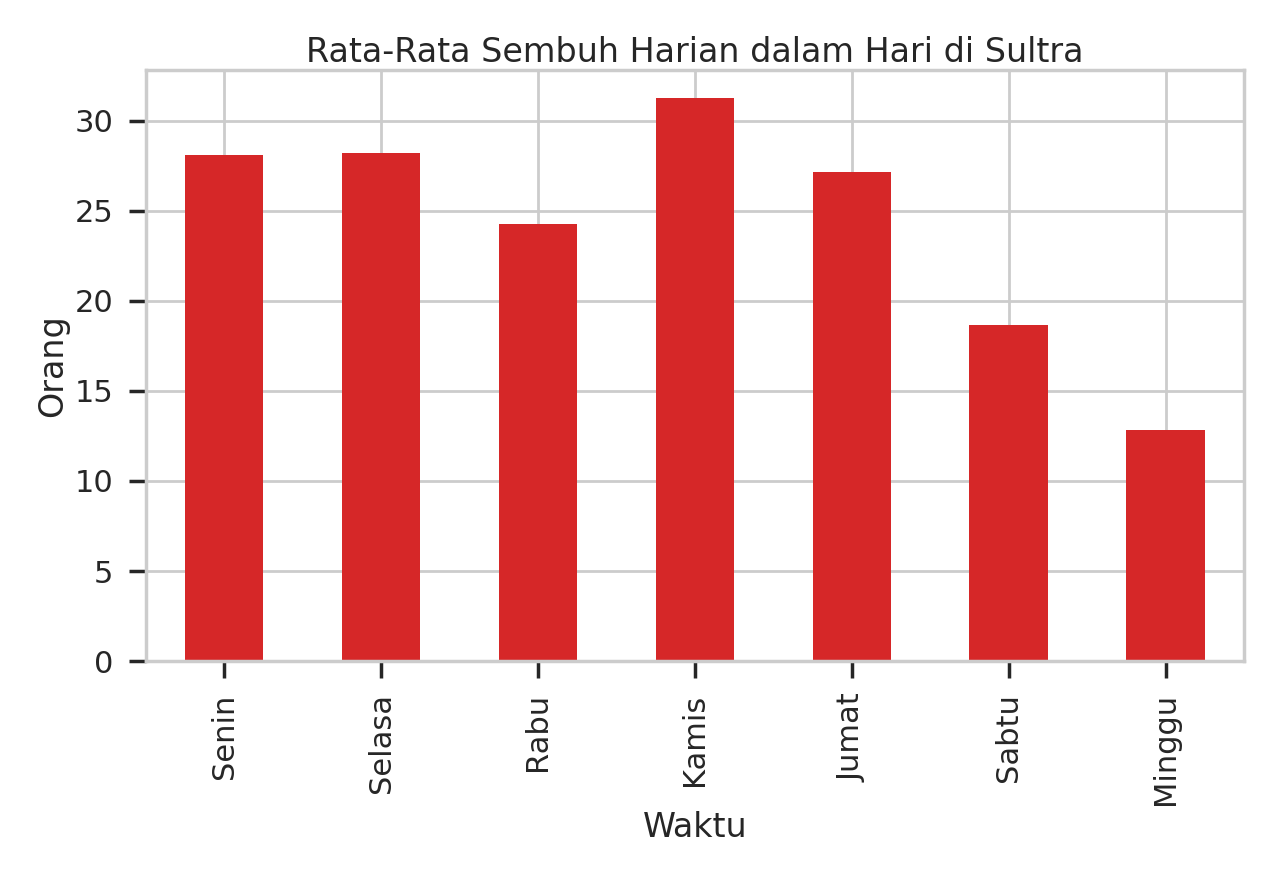 Rata-Rata Sembuh Harian dalam Hari di Sultra
30
25
20
15
10
5
0
Orang
Senin
Selasa
Rabu
Kamis
Jumat
Sabtu
Minggu
Waktu